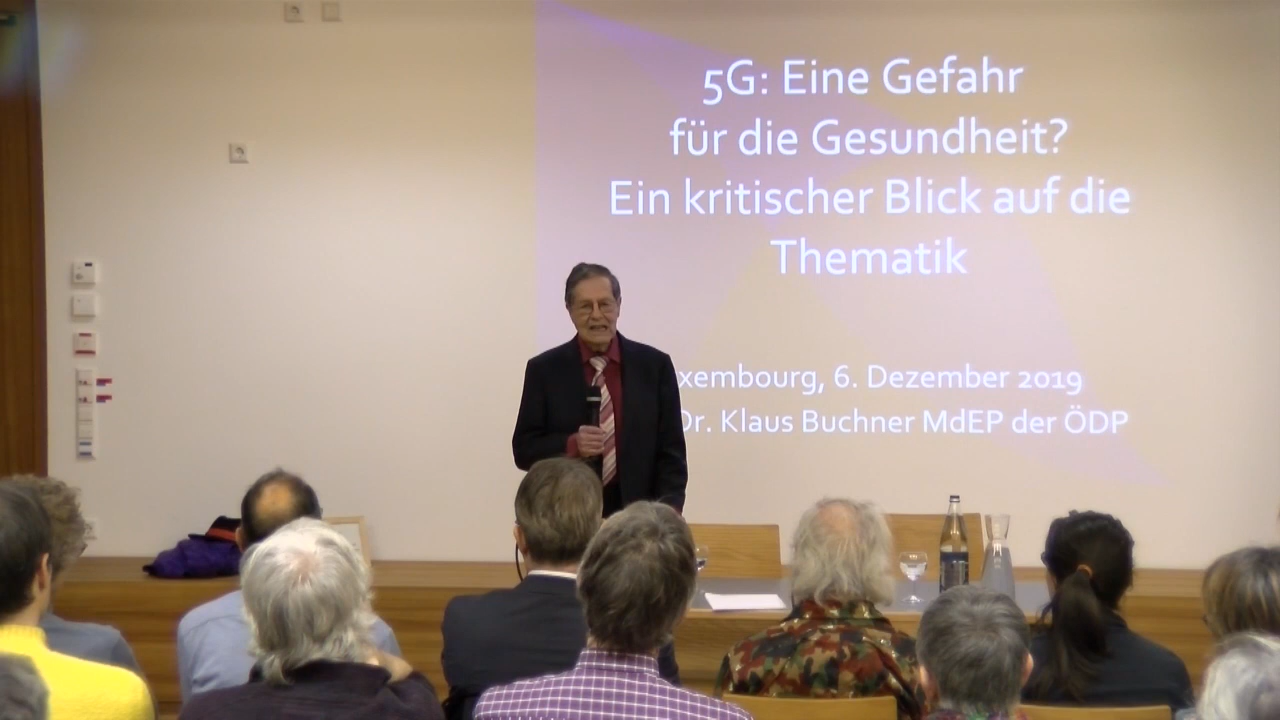 5G: Eine Gefahr
für die Gesundheit?
Ein kritischer Blick auf die
Thematik
xembourg, 6. Dezember 2019
Dr. Klaus Buchner MdEP der ÖDP